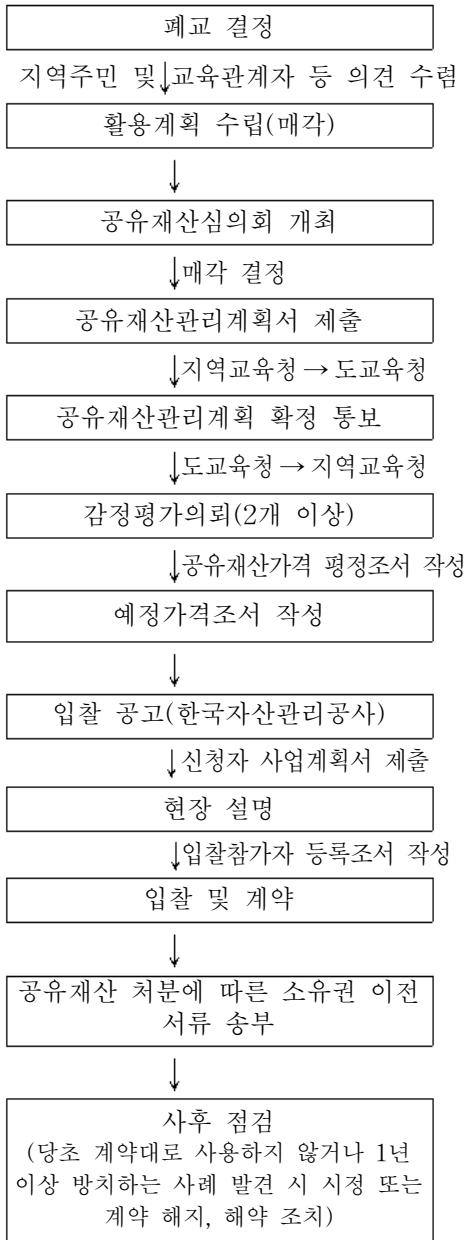 폐교 결정
지역주민 및 교육관계자 등 의견 수렴
활용계획 수립(매각)
공유재산심의회 개최
매각 결정
공유재산관리계획서 제출
지역교육청→도교육청
공유재산관리계획 확정 통보
도교육청→지역교육청
감정평가의뢰(2개 이상)
공유재산가격 평정조서 작성
예정가격조서 작성
입찰 공고(한국자산관리공사)
신청자 사업계획서 제출
현장 설명
입찰참가자 등록조서 작성
입찰 및 계약
공유재산 처분에 따른 소유권 이전
서류 송부
사후 점검
(당초 계약대로 사용하지 않거나 1년
이상 방치하는 사례 발견 시 시정 또는
계약 해지, 해약 조치)